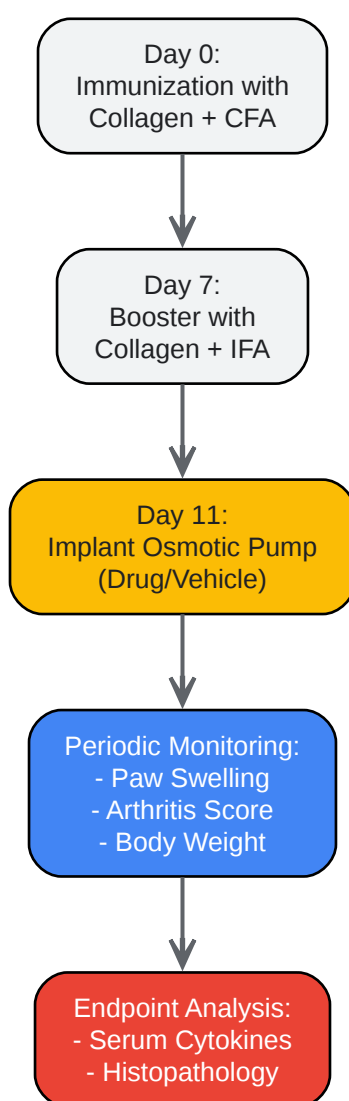 Day 0:
Immunization with
Collagen + CFA
Day 7:
Booster with
Collagen + IFA
Day 11:
Implant Osmotic Pump
(Drug/Vehicle)
Periodic Monitoring:
- Paw Swelling
- Arthritis Score
- Body Weight
Endpoint Analysis:
- Serum Cytokines
- Histopathology